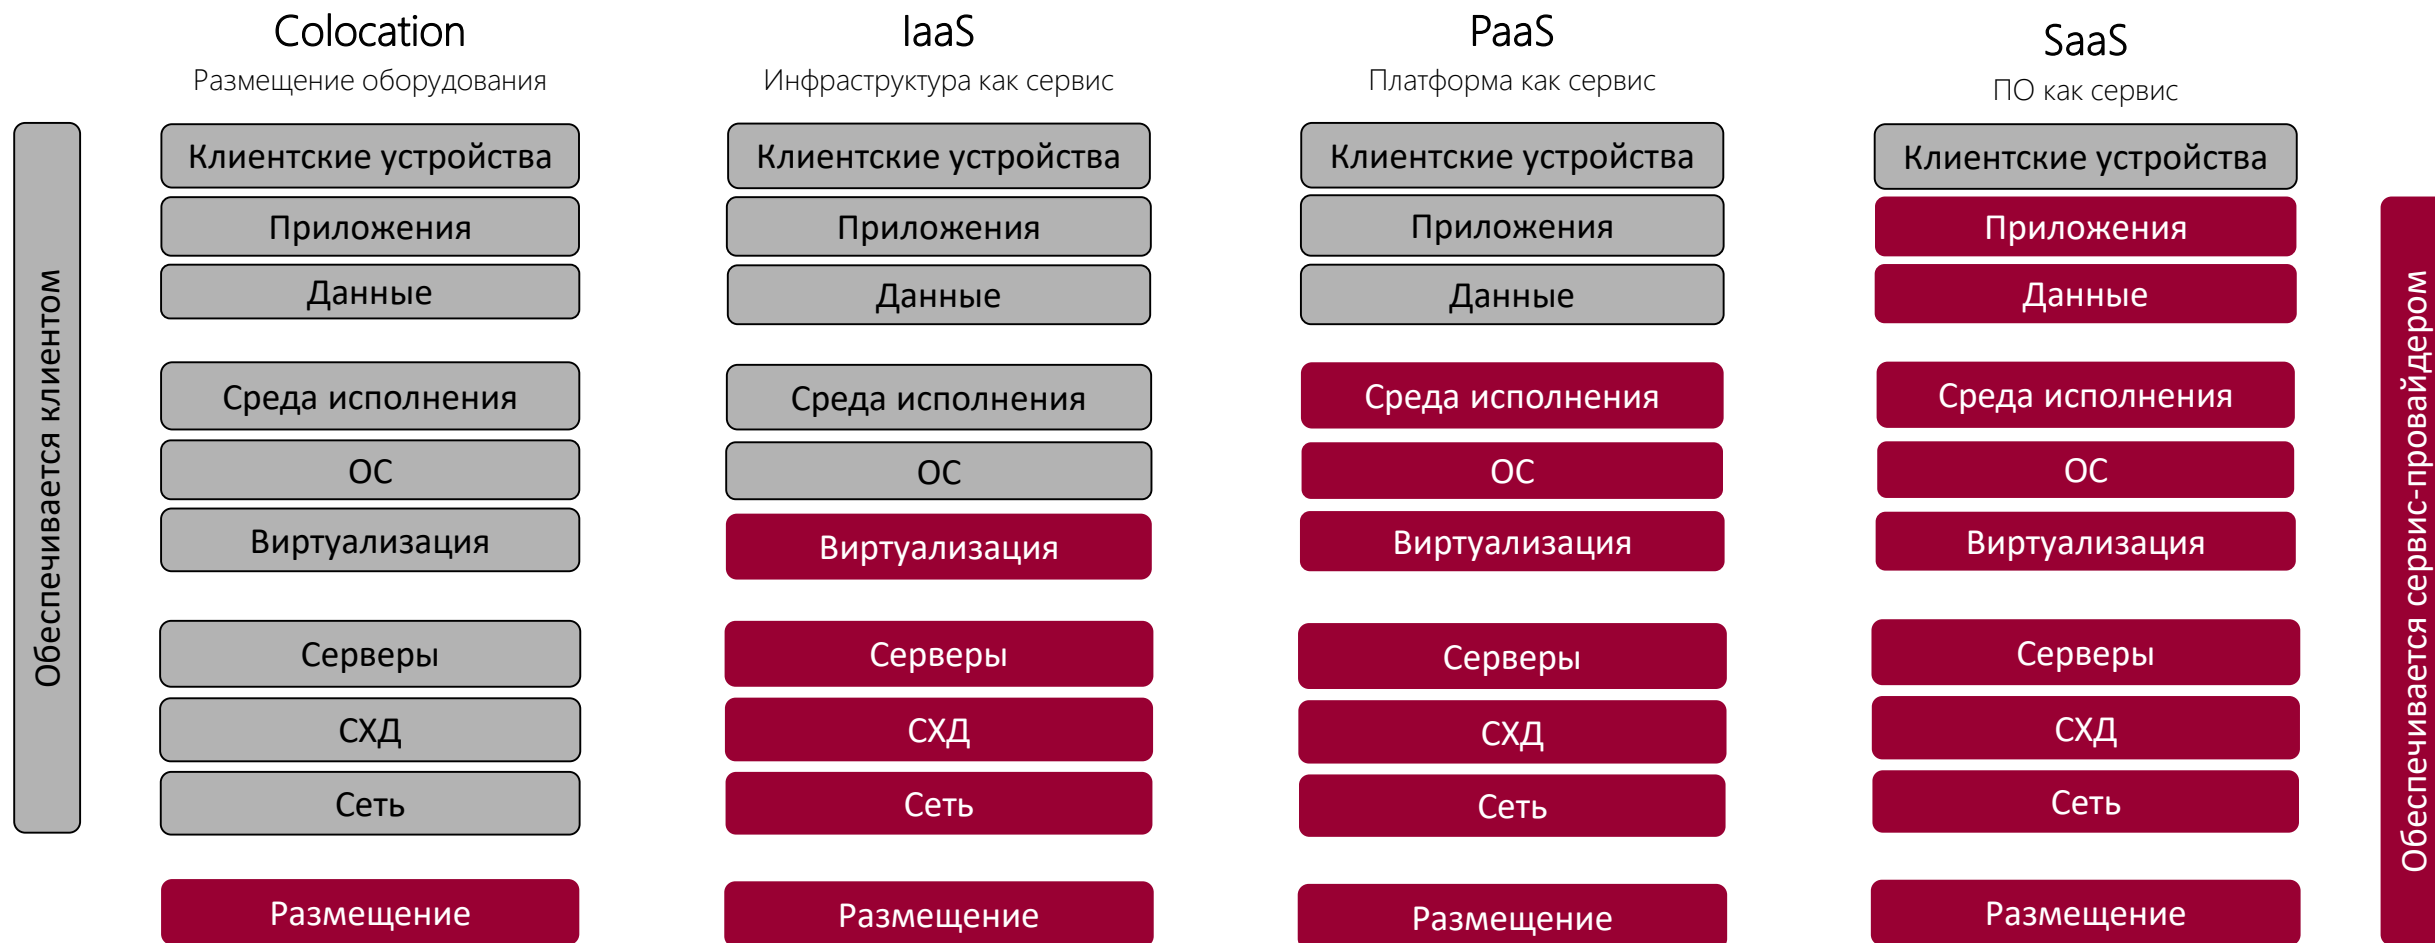 Colocation
Размещение оборудования
Обеспечивается клиентом
Клиентские устройства
Приложения
Данные
Среда исполнения
ОС
Виртуализация
Серверы
СХД
Сеть
Размещение
IaaS
Инфраструктура как сервис
Клиентские устройства
Приложения
Данные
Среда исполнения
ОС
Виртуализация
Серверы
СХД
Сеть
Размещение
PaaS
Платформа как сервис
Клиентские устройства
Приложения
Данные
Среда исполнения
ОС
Виртуализация
Серверы
СХД
Сеть
Размещение
SaaS
ПО как сервис
Клиентские устройства
Приложения
Данные
Среда исполнения
ОС
Виртуализация
Серверы
СХД
Сеть
Размещение
Обеспечивается сервис-провайдером